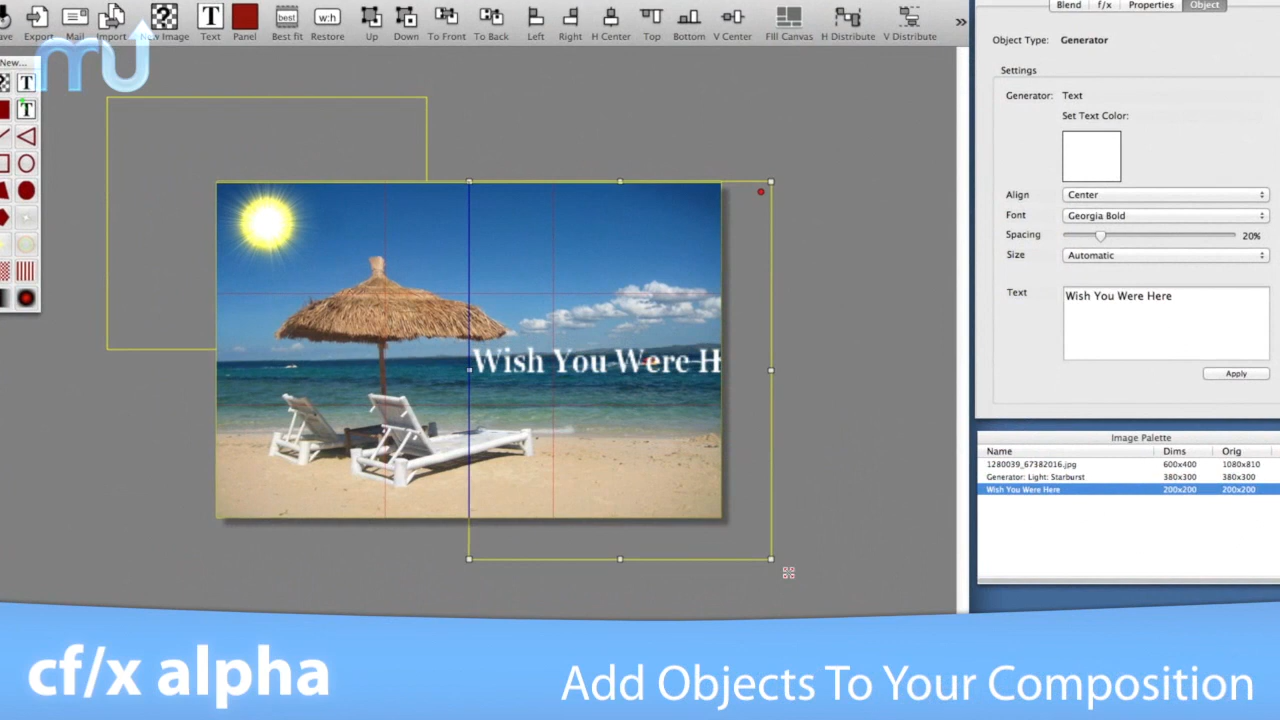 ave Export Mail Import New Image Text Panel Best fit Restore Up Down To Front To Back Left Right H Center Top Bottom V Center Fill Canvas H Distribute V Distribute
best
w:h
T
»
mu
New...
T
T
Blend f/x Properties Object
Object Type: Generator
Settings
Generator: Text
Set Text Color:
Align Center
Font Georgia Bold
Spacing 20%
Size Automatic
Text Wish You Were Here
Apply
Wish You Were H
Image Palette
Name Dims Orig
1280039_67382016.jpg 600x400 1080x810
Generator: Light: Starburst 380x300 380x300
Wish You Were Here 200x200 200x200
cf/x alpha
Add Objects To Your Composition